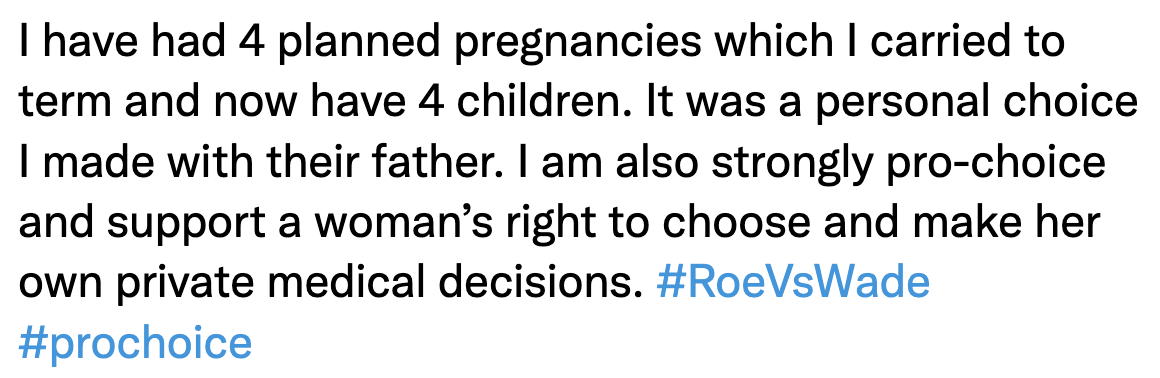 I have had 4 planned pregnancies which I carried to
term and now have 4 children. It was a personal choice
I made with their father. I am also strongly pro-choice
and support a woman’s right to choose and make her
own private medical decisions. #RoeVsWade
#prochoice